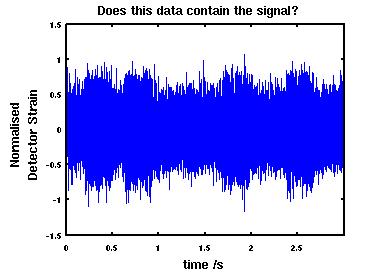 Does this data contain the signal?
1.5
1
0.5
0
-0.5
-1
-1.5
Normalised
Detector Strain
0 0.5 1 1.5 2 2.5
time /s